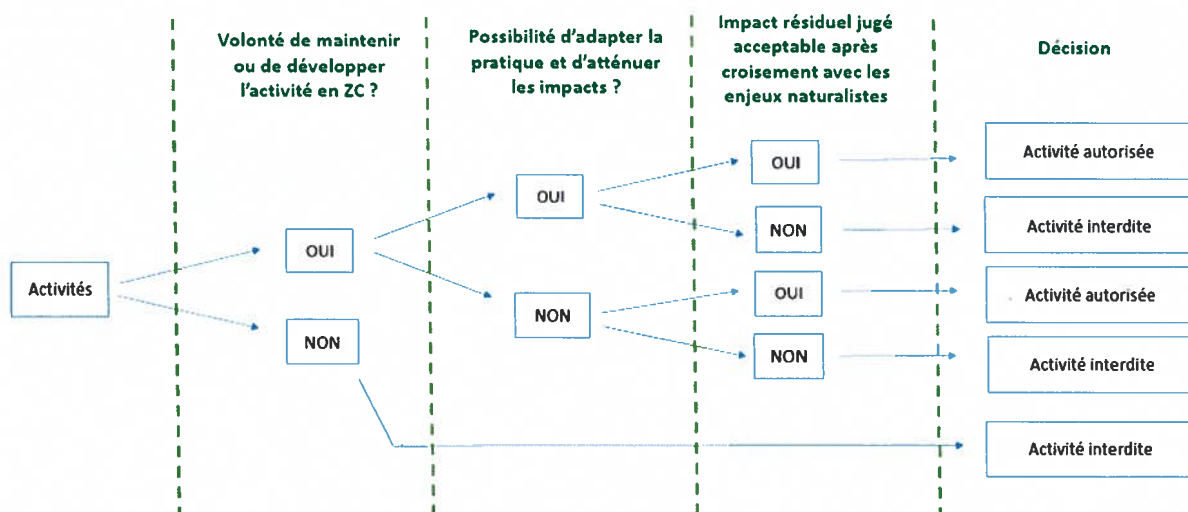 Volonté de maintenir
ou de développer
l'activité en ZC ?
Possibilité d'adapter la
pratique et d'atténuer
les impacts ?
Impact résiduel jugé
acceptable après
croisement avec les
enjeux naturalistes
Décision
Activités
OUI
NON
OUI
NON
OUI
NON
OUI
NON
Activité autorisée
Activité interdite
Activité autorisée
Activité interdite
Activité interdite